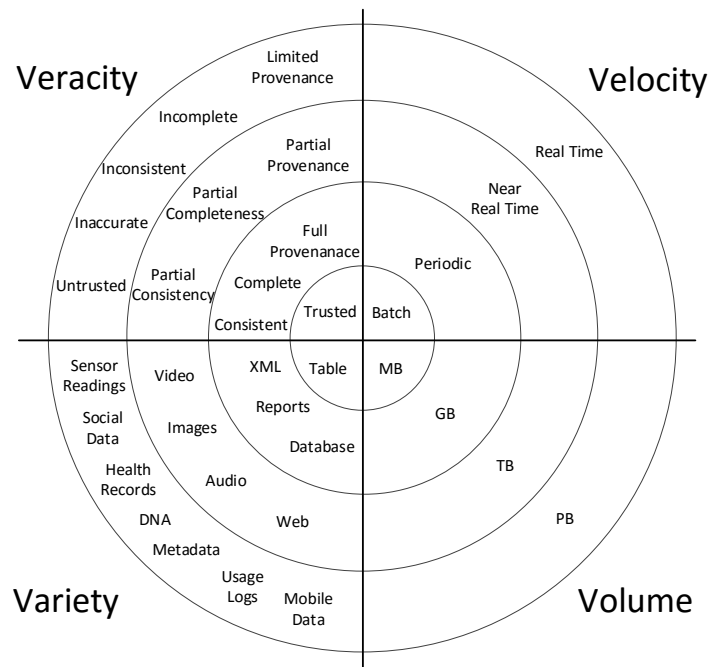 Veracity
Limited
Provenance
Incomplete
Inconsistent
Inaccurate
Untrusted
Partial
Provenance
Partial
Completeness
Partial
Consistency
Full
Provenanace
Complete
Consistent
Trusted
Velocity
Real Time
Near
Real Time
Periodic
Batch
Variety
Sensor
Readings
Social
Data
Health
Records
DNA
Metadata
Usage
Logs
Mobile
Data
Video
Images
Audio
Web
XML
Reports
Database
Table
Volume
MB
GB
TB
PB